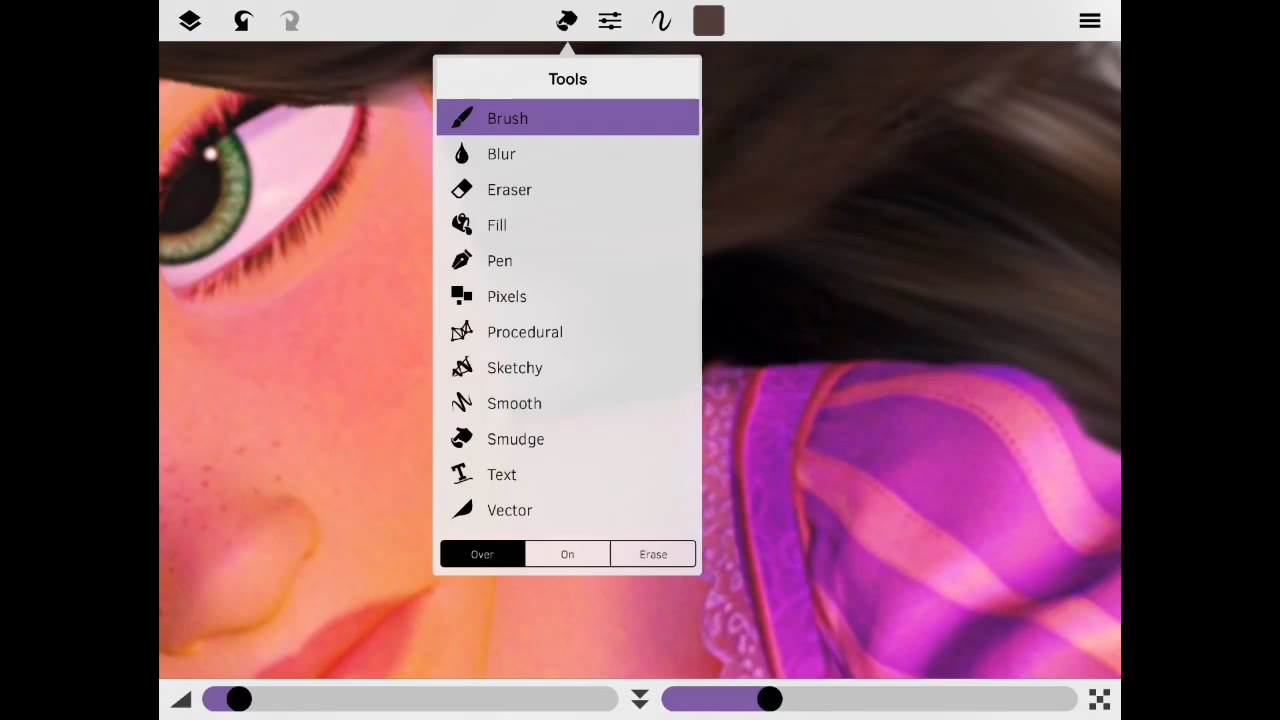 Tools
Brush
Blur
Eraser
Fill
Pen
Pixels
Procedural
Sketchy
Smooth
Smudge
Text
Vector
Over On Erase